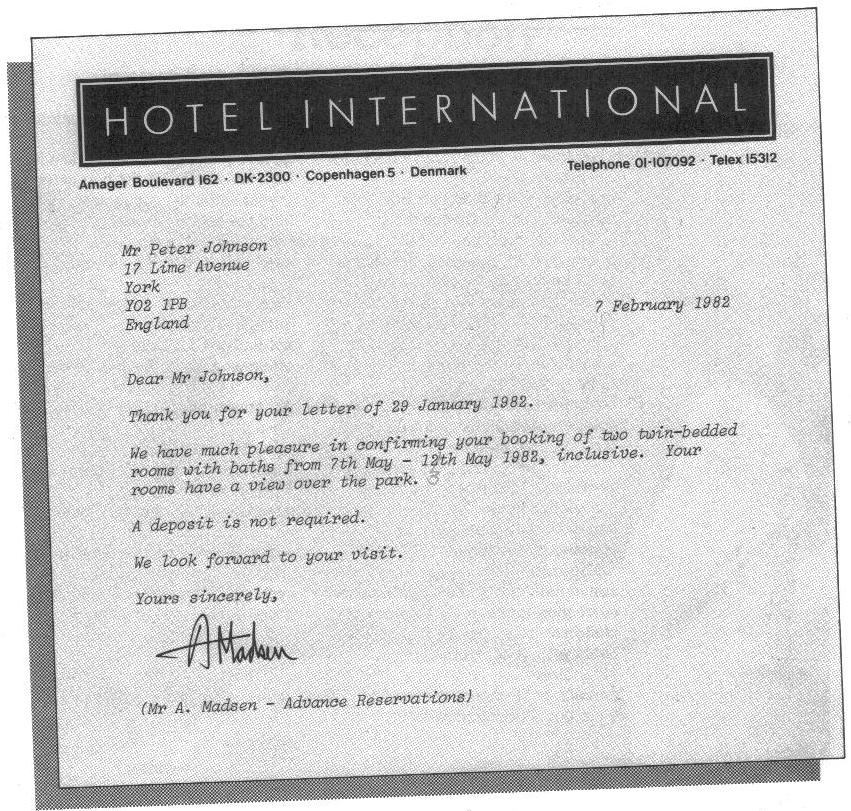 HOTEL INTERNATIONAL
Amager Boulevard 162 · DK-2300 · Copenhagen 5 · Denmark
Telephone 01-107092 · Telex 15312
Mr Peter Johnson
17 Lime Avenue
York
YO2 1PB
England
7 February 1982
Dear Mr Johnson,
Thank you for your letter of 29 January 1982.
We have much pleasure in confirming your booking of two twin-bedded
rooms with baths from 7th May - 12th May 1982, inclusive. Your
rooms have a view over the park.
A deposit is not required.
We look forward to your visit.
Yours sincerely,
A Madsen
(Mr A. Madsen - Advance Reservations)